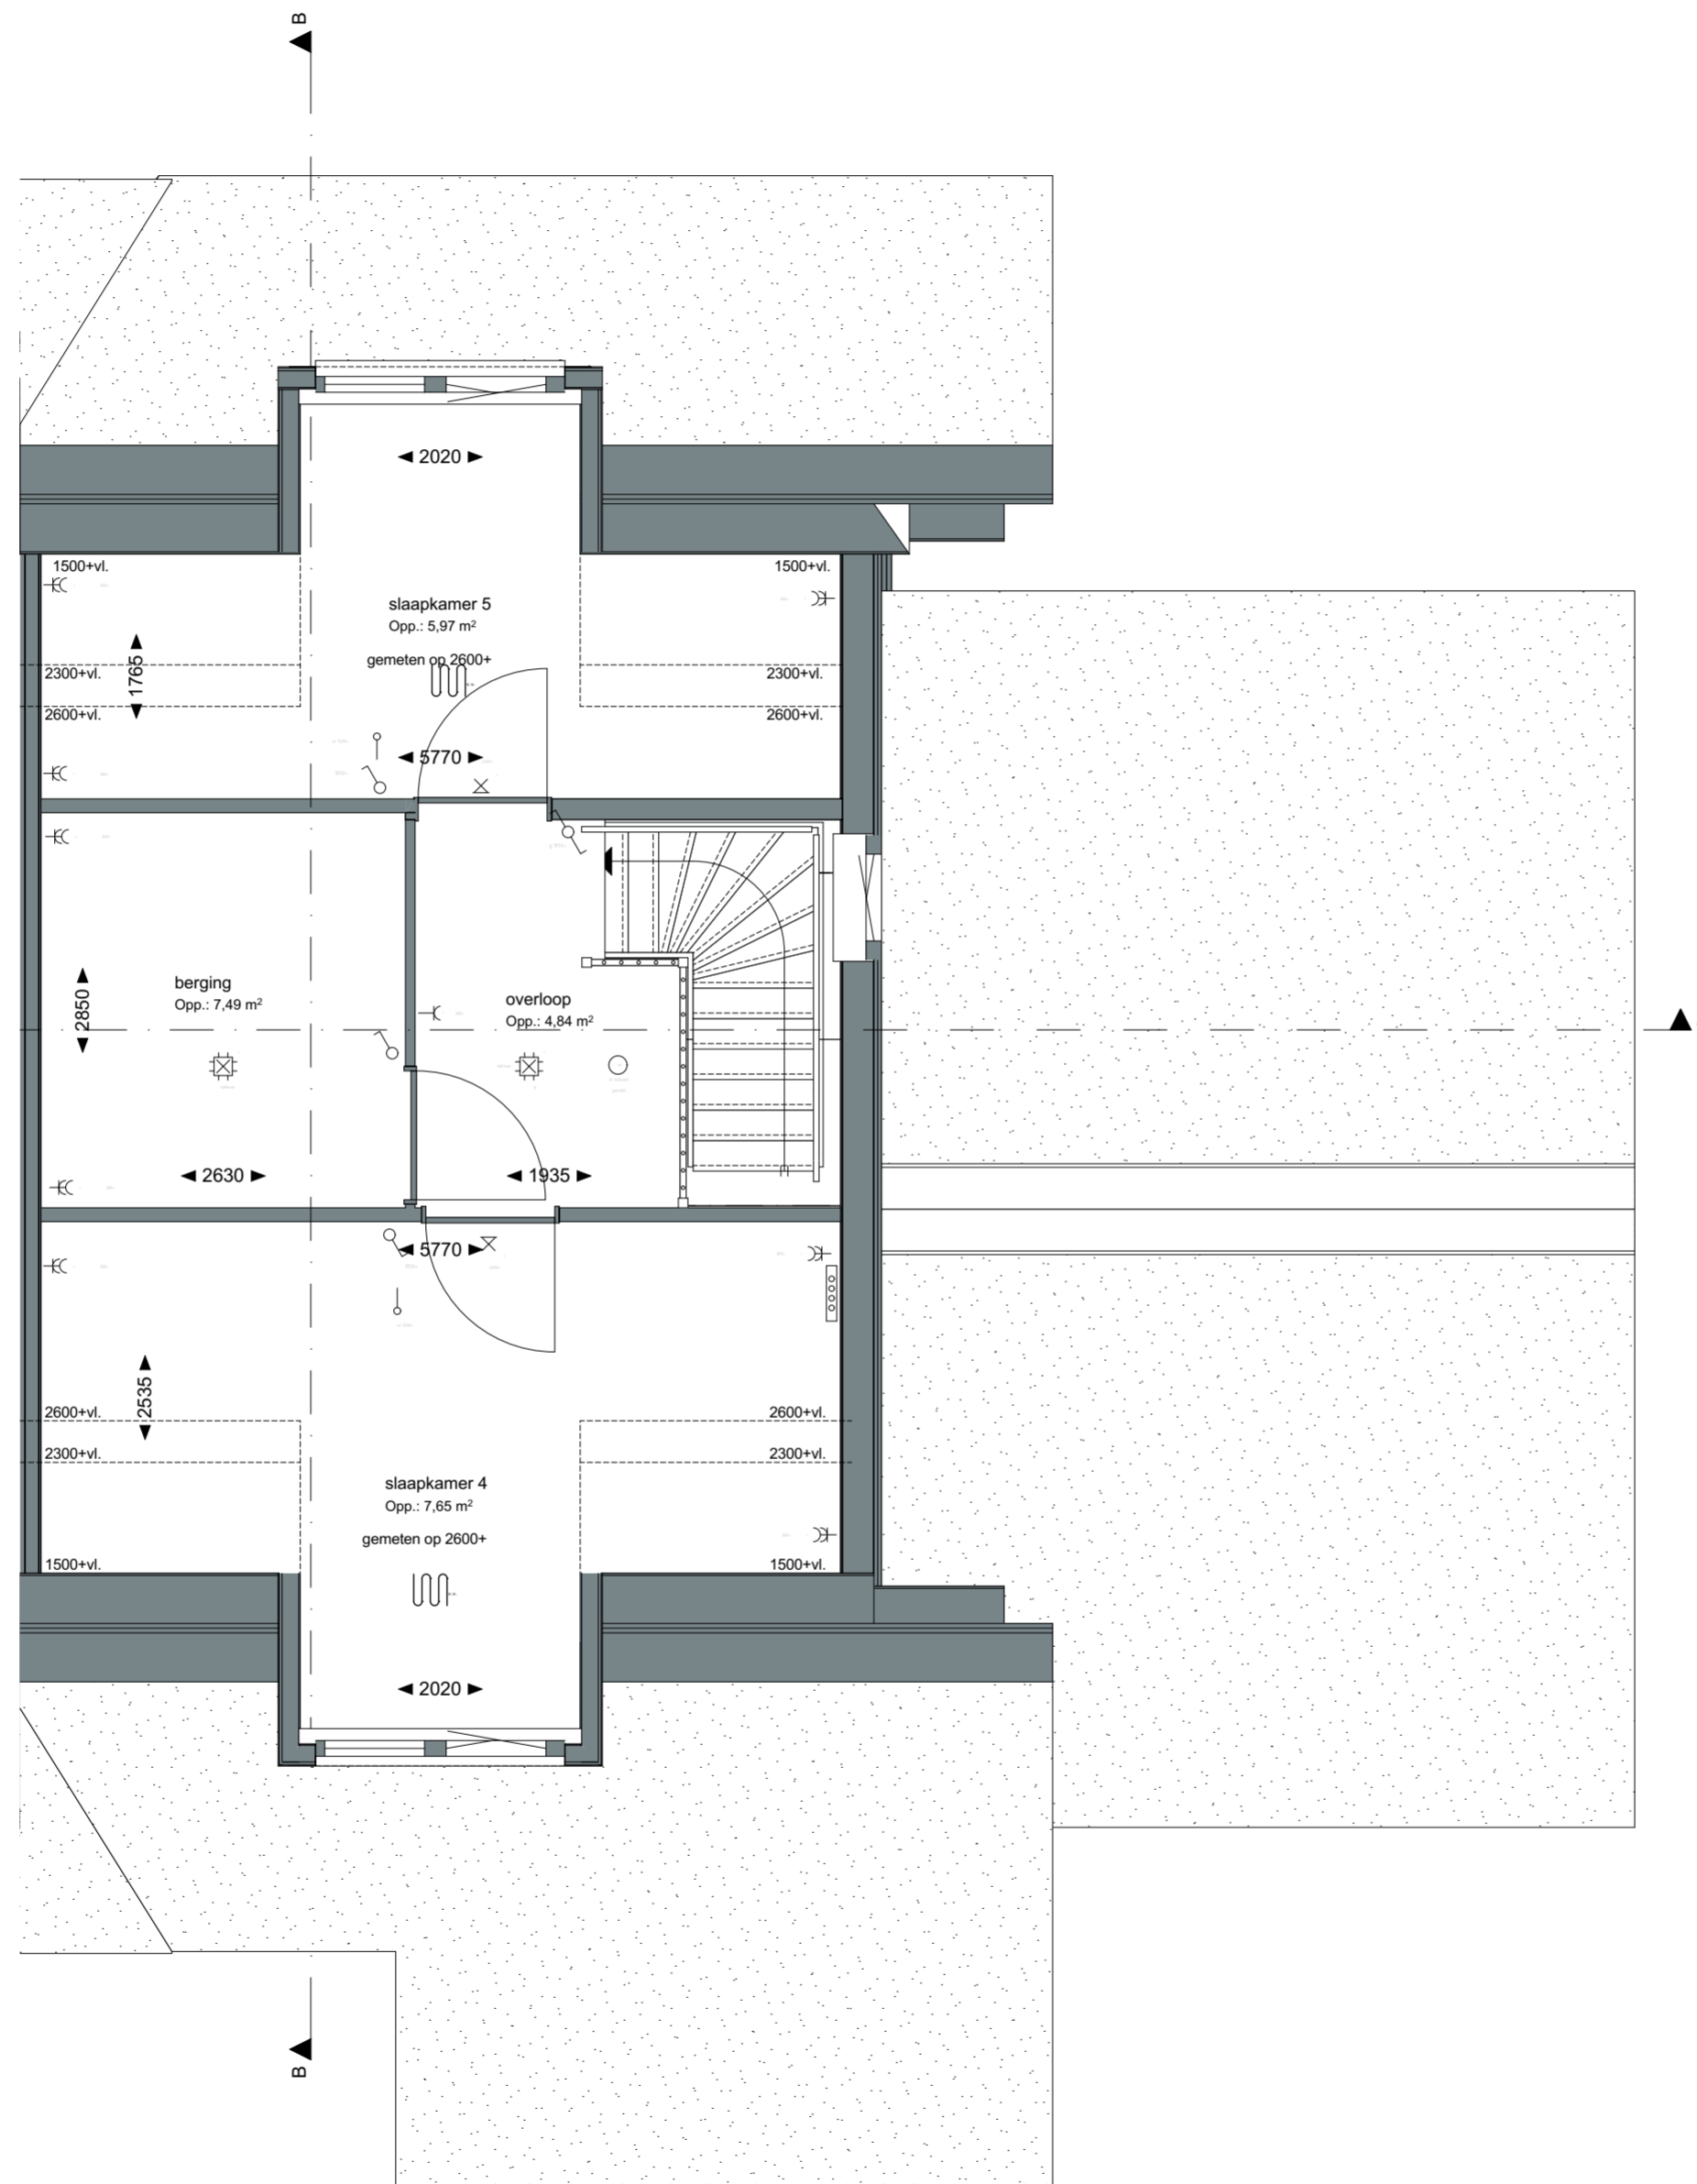 B
2020
1500+vl.
1500+vl.
slaapkamer 5
Opp.: 5,97 m²
gemeten op 2600+
1765
2300+vl.
2300+vl.
2600+vl.
2600+vl.
5770
berging
Opp.: 7,49 m²
2850
overloop
Opp.: 4,84 m²
2630
1935
5770
2535
2600+vl.
2600+vl.
2300+vl.
2300+vl.
slaapkamer 4
Opp.: 7,65 m²
gemeten op 2600+
1500+vl.
1500+vl.
2020
B